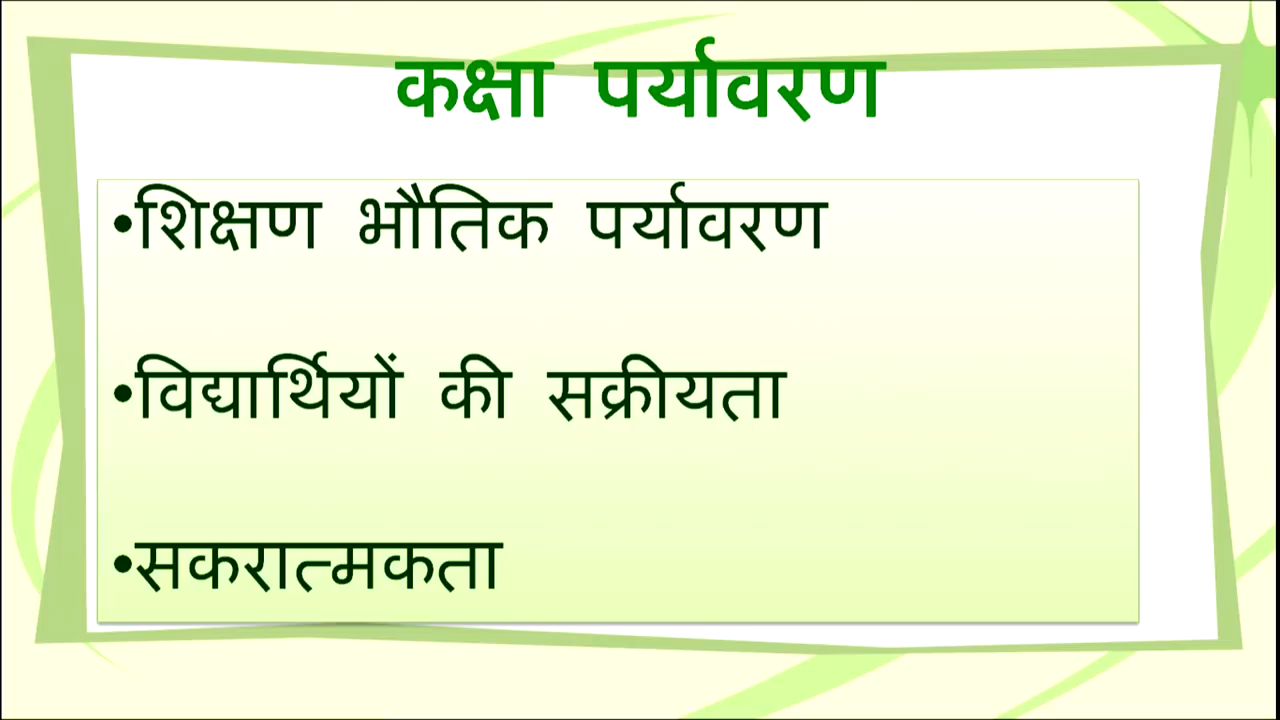 कक्षा पर्यावरण
•शिक्षण भौतिक पर्यावरण
•विद्यार्थियों की सक्रीयता
•सकरात्मकता